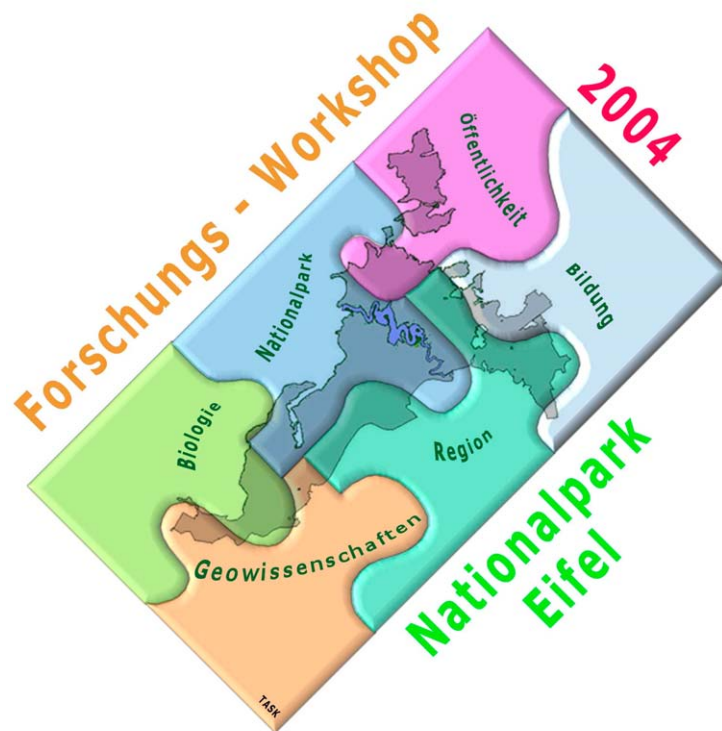 Forschungs - Workshop
2004
Öffentlichkeit
Nationalpark
Bildung
Biologie
Region
Geowissenschaften
Nationalpark
Eifel
TASK